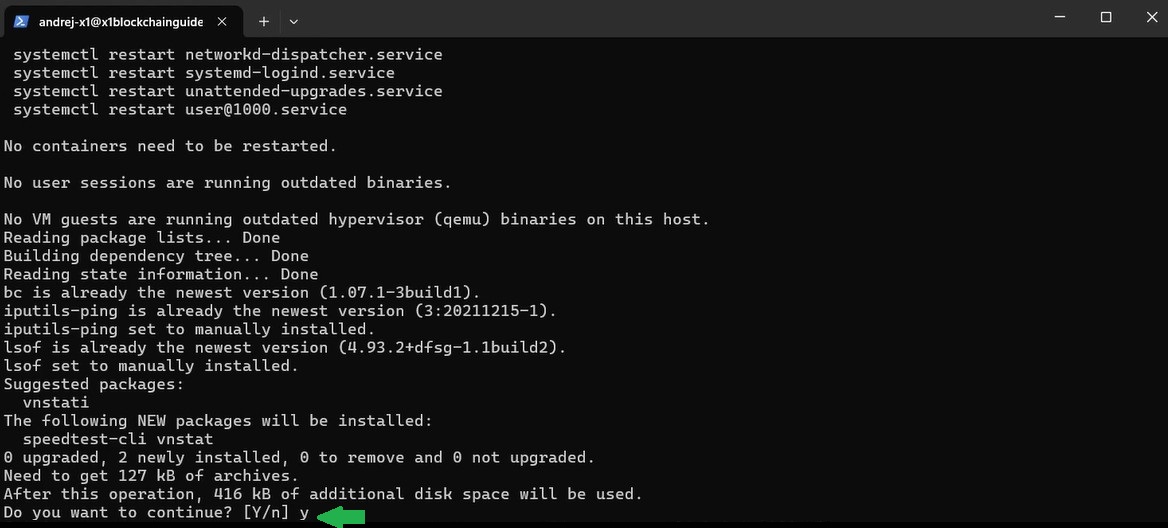 andrej-x1@x1blockchainguide
systemctl restart networkd-dispatcher.service
systemctl restart systemd-logind.service
systemctl restart unattended-upgrades.service
systemctl restart user@1000.service
No containers need to be restarted.
No user sessions are running outdated binaries.
No VM guests are running outdated hypervisor (qemu) binaries on this host.
Reading package lists... Done
Building dependency tree... Done
Reading state information... Done
bc is already the newest version (1.07.1-3build1).
iputils-ping is already the newest version (3:20211215-1).
iputils-ping set to manually installed.
lsof is already the newest version (4.93.2+dfsg-1.1build2).
lsof set to manually installed.
Suggested packages:
vnstati
The following NEW packages will be installed:
speedtest-cli vnstat
0 upgraded, 2 newly installed, 0 to remove and 0 not upgraded.
Need to get 127 kB of archives.
After this operation, 416 kB of additional disk space will be used.
Do you want to continue? [Y/n] y